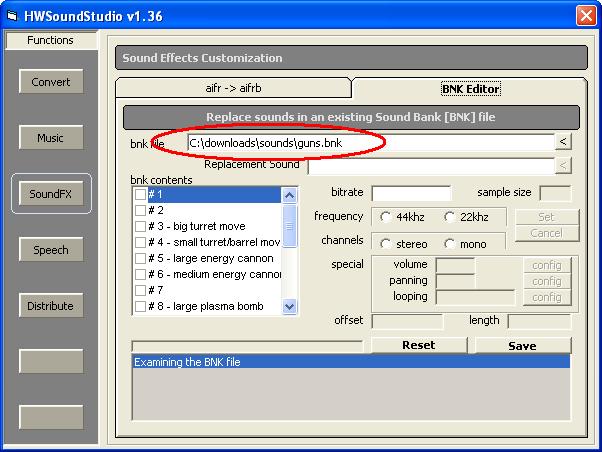 HWSoundStudio v1.36
Functions
Convert
Music
SoundFX
Speech
Distribute
Sound Effects Customization
aifr -> aifrb
BNK Editor
Replace sounds in an existing Sound Bank [BNK] file
bnk file C:\downloads\sounds\guns.bnk <
Replacement Sound <
bnk contents
# 1
# 2
# 3 - big turret move
# 4 - small turret/barrel mov
# 5 - large energy cannon
# 6 - medium energy cannon
# 7
# 8 - large plasma bomb
bitrate sample size
frequency 44khz 22khz Set
channels stereo mono Cancel
special volume config
panning config
looping config
offset length
Reset Save
Examining the BNK file